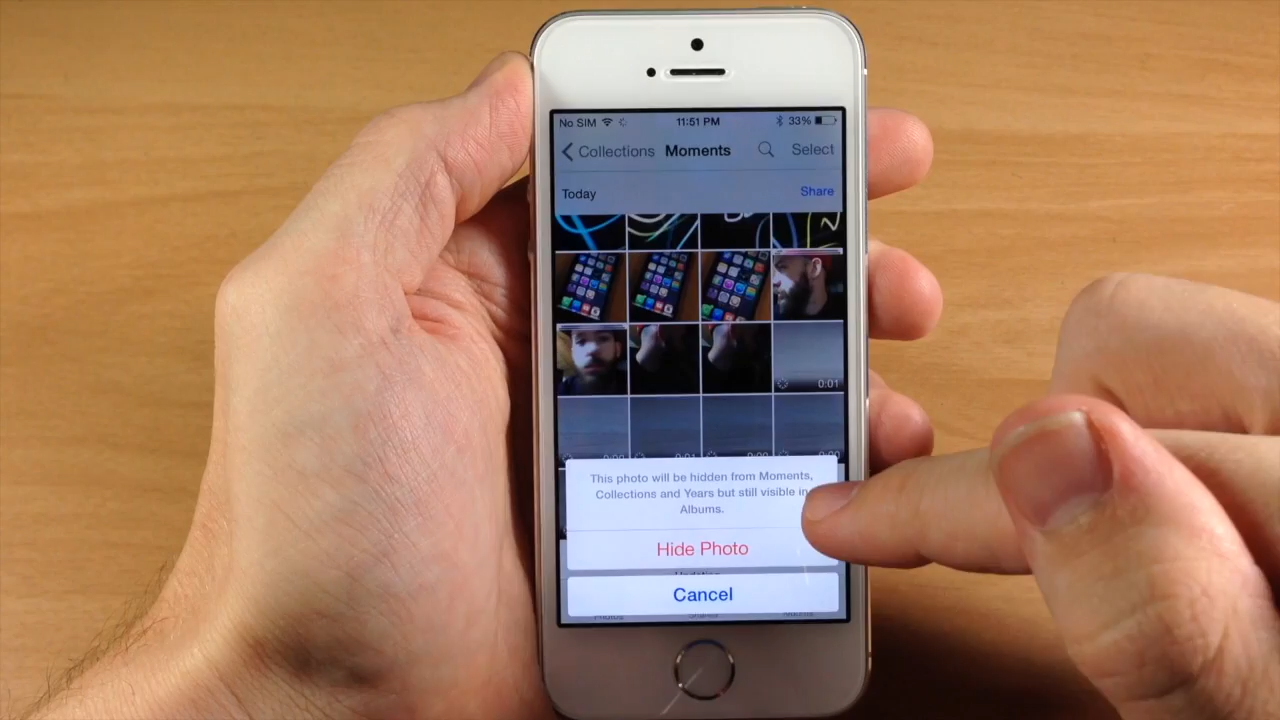 No SIM 11:51 PM 33%
Collections Moments Select
Today Share
0:01
This photo will be hidden from Moments,
Collections and Years but still visible in
Albums.
Hide Photo
Cancel